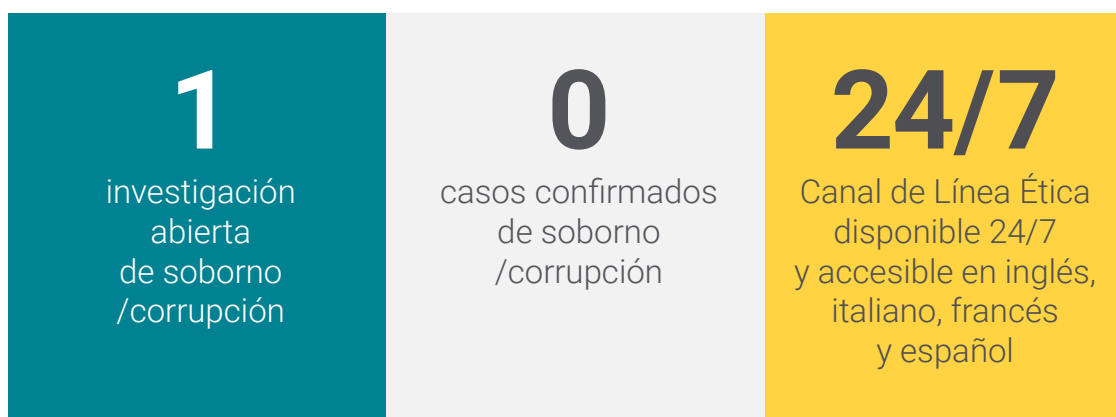 1
investigación
abierta
de soborno
/corrupción
0
casos confirmados
de soborno
/corrupción
24/7
Canal de Línea Ética
disponible 24/7
y accesible en inglés,
italiano, francés
y español